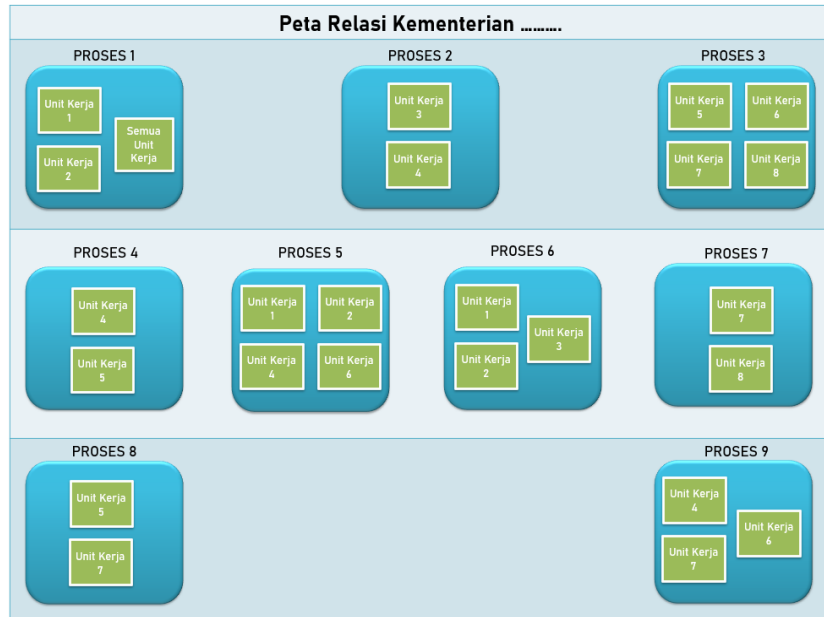 Peta Relasi Kementerian ..........
PROSES 1
Unit Kerja
1
Unit Kerja
2
Semua
Unit
Kerja
PROSES 2
Unit Kerja
3
Unit Kerja
4
PROSES 3
Unit Kerja
5
Unit Kerja
6
Unit Kerja
7
Unit Kerja
8
PROSES 4
Unit Kerja
4
Unit Kerja
5
PROSES 5
Unit Kerja
1
Unit Kerja
2
Unit Kerja
4
Unit Kerja
6
PROSES 6
Unit Kerja
1
Unit Kerja
2
Unit Kerja
3
PROSES 7
Unit Kerja
7
Unit Kerja
8
PROSES 8
Unit Kerja
5
Unit Kerja
7
PROSES 9
Unit Kerja
4
Unit Kerja
7
Unit Kerja
6